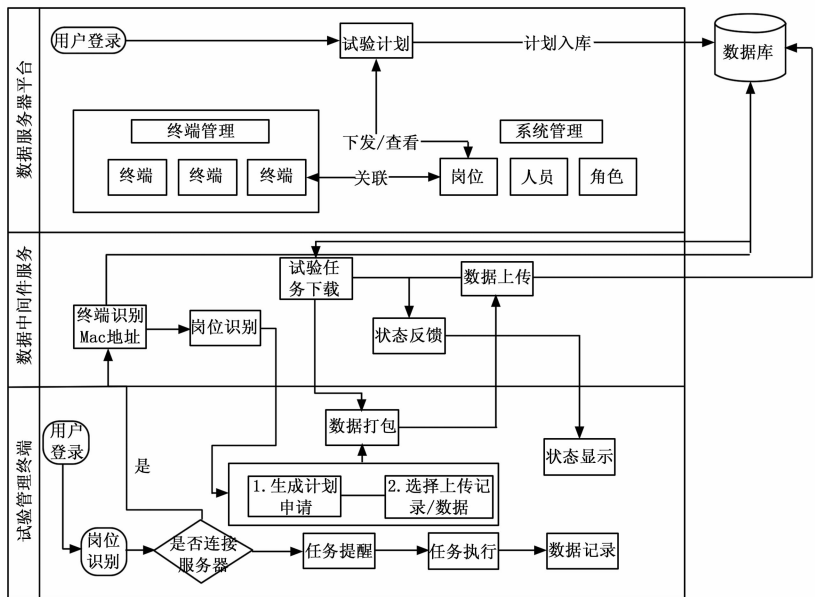 数据服务器平台
用户登录
试验计划
计划入库
数据库
终端管理
下发/查看
系统管理
终端
终端
终端
关联
岗位
人员
角色
数据中间件服务
试验任
务下载
数据上传
终端识别
Mac地址
岗位识别
状态反馈
试验管理终端
用户
登录
数据打包
是
状态显示
1.生成计划
申请
2.选择上传记
录/数据
岗位
识别
是否连接
服务器
任务提醒
任务执行
数据记录